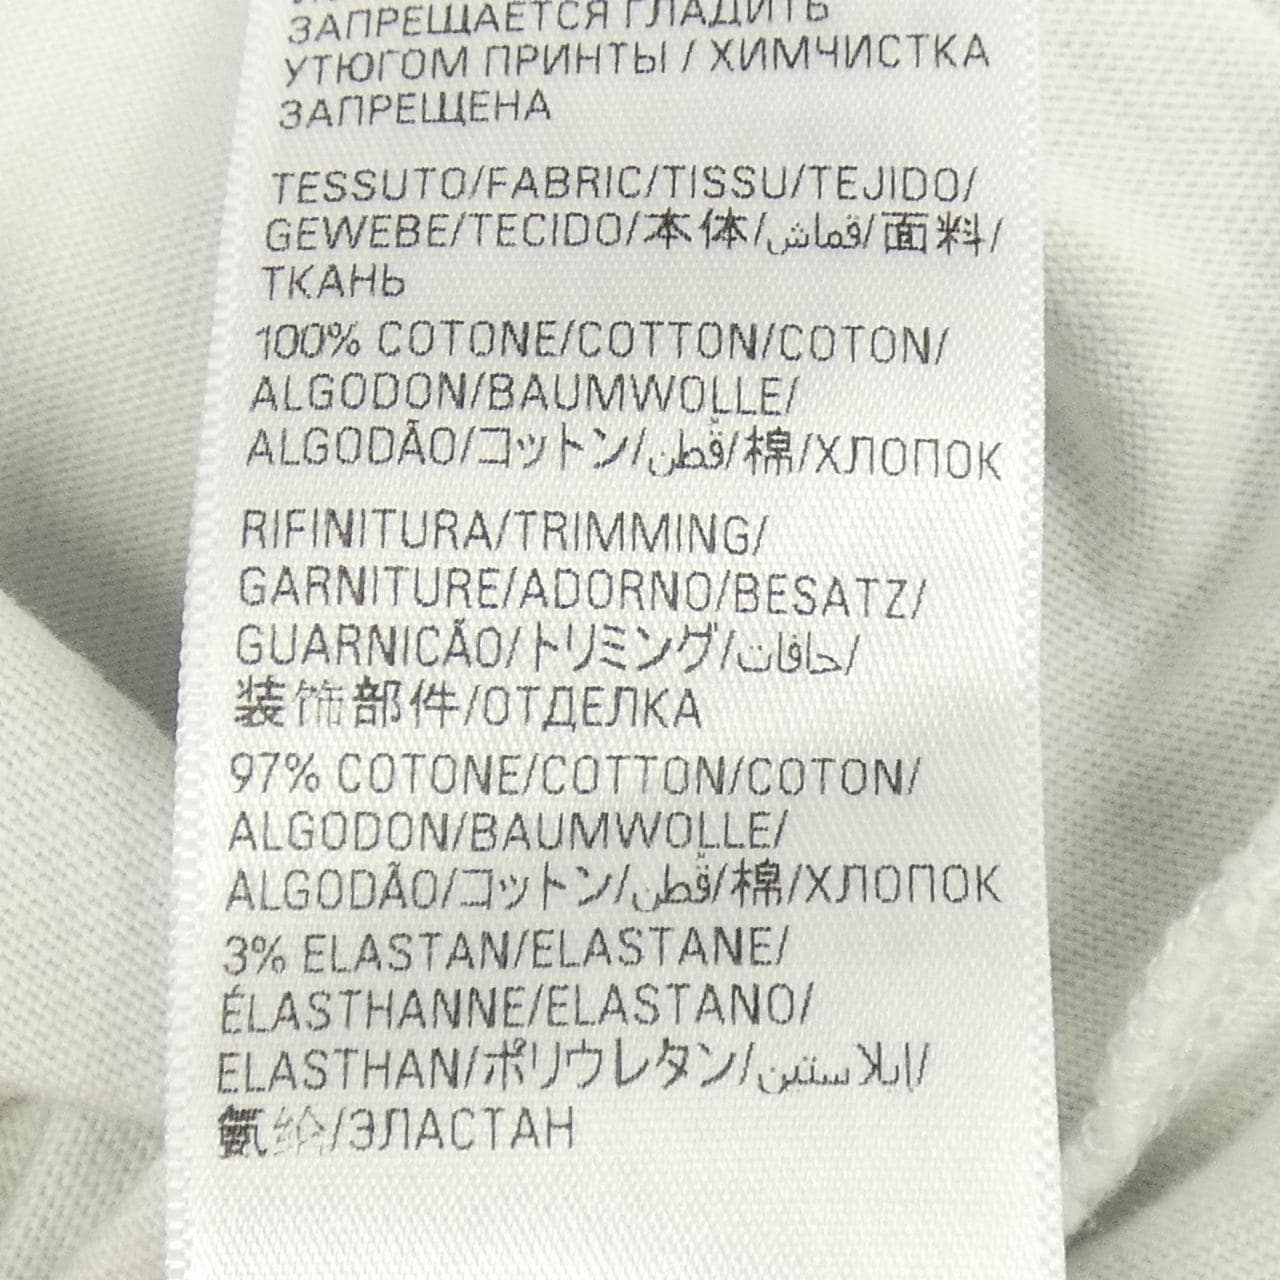 ЗАПРЕЩАЕТСЯ ГЛАДИТЬ
УТЮГОМ ПРИНТЫ / ХИМЧИСТКА
ЗАПРЕЩЕНА
TESSUTO/FABRIC/TISSU/TEJIDO/
GEWEBE/TECIDO/本体/قماش/面料/
ТКАНЬ
100% COTONE/COTTON/COTON/
ALGODON/BAUMWOLLE/
ALGODÃO/コットン/قطن/棉/ХЛОПОК
RIFINITURA/TRIMMING/
GARNITURE/ADORNO/BESATZ/
GUARNICÃO/トリミング/حافات/
装饰部件/ОТДЕЛКА
97% COTONE/COTTON/COTON/
ALGODON/BAUMWOLLE/
ALGODÃO/コットン/قطن/棉/ХЛОПОК
3% ELASTAN/ELASTANE/
ÉLASTHANNE/ELASTANO/
ELASTHAN/ポリウレタン/إيلاستين/
氨纶/ЭЛАСТАН